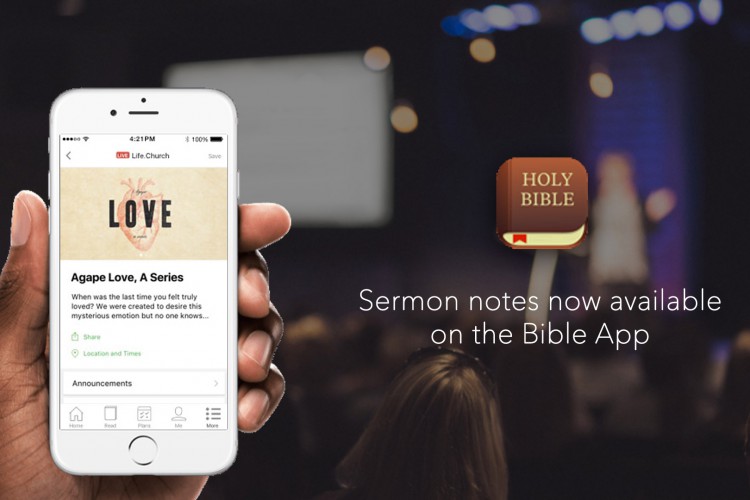 4:21 PM
100%
LIVE Life.Church
Save
Agape
LOVE
Agape Love, A Series
When was the last time you felt truly
loved? We were created to desire this
mysterious emotion but no one knows...
Share
Location and Times
Announcements
Home Read Plans Me More
HOLY
BIBLE
Sermon notes now available
on the Bible App